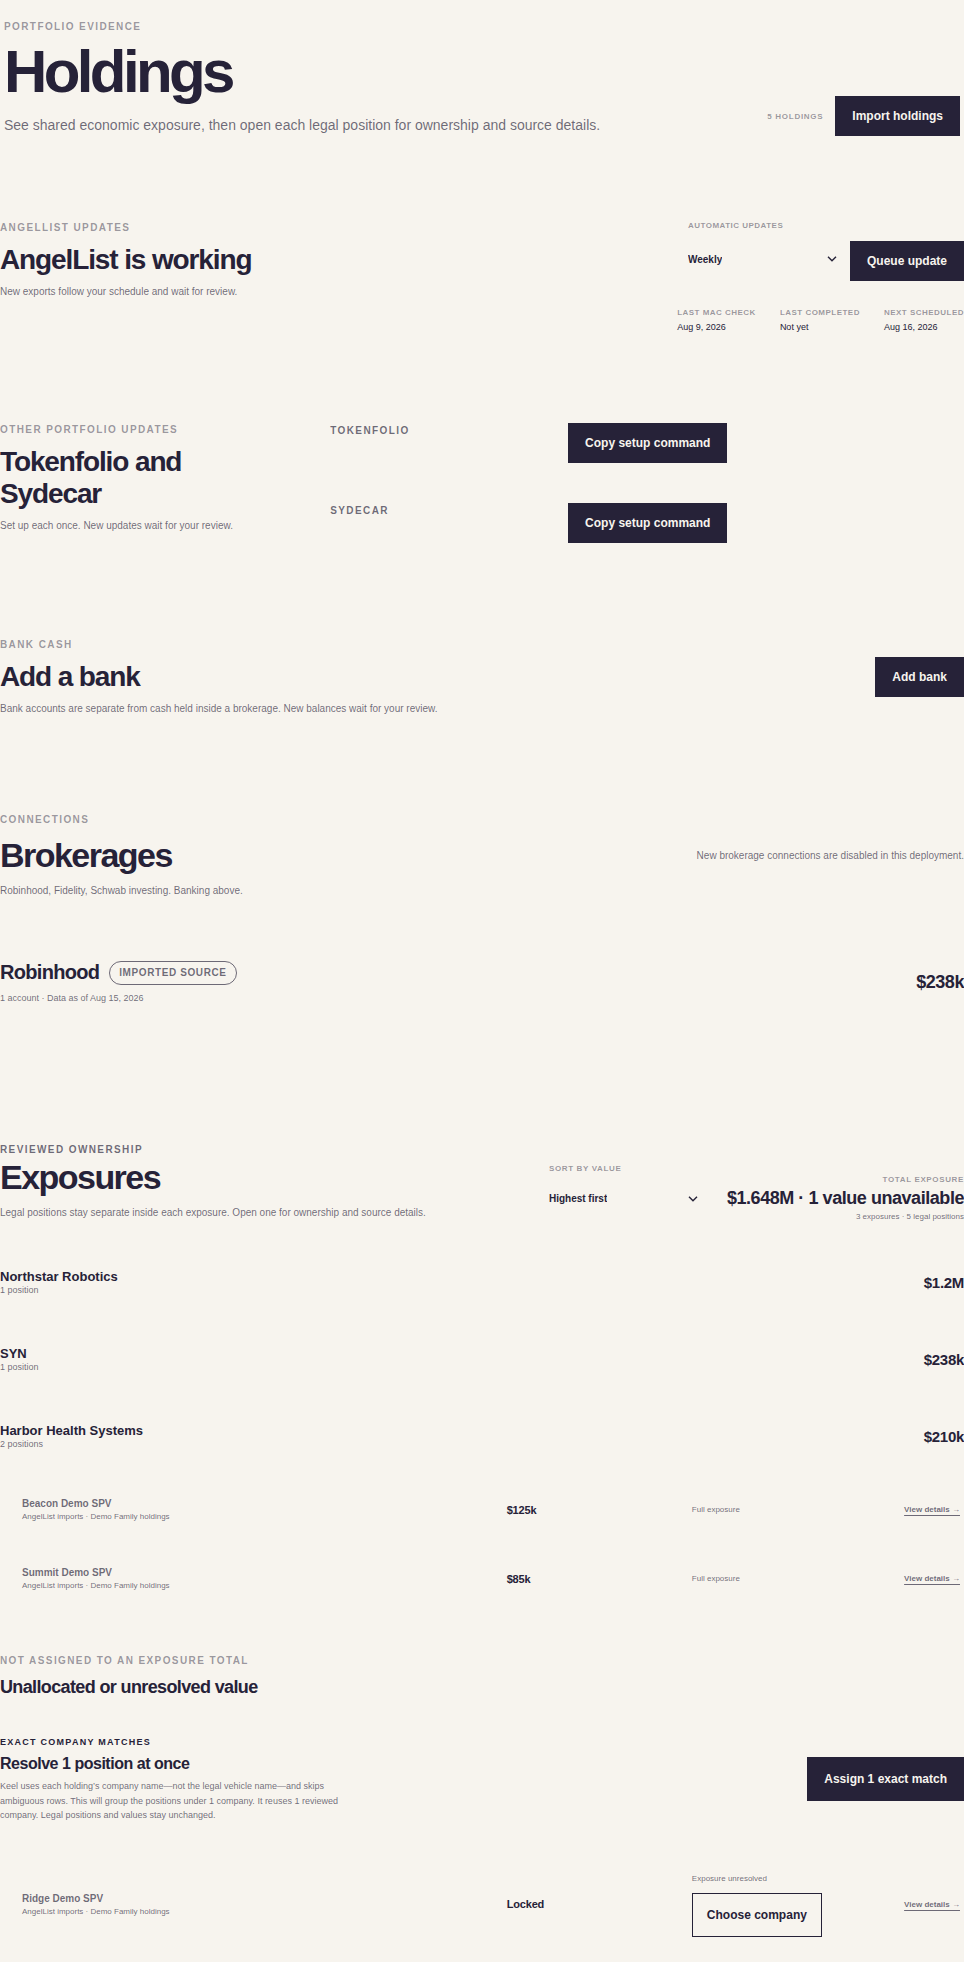 PORTFOLIO EVIDENCE
Holdings
See shared economic exposure, then open each legal position for ownership and source details.
5 HOLDINGS
Import holdings
ANGELLIST UPDATES
AngelList is working
New exports follow your schedule and wait for review.
AUTOMATIC UPDATES
Weekly
Queue update
LAST MAC CHECK
Aug 9, 2026
LAST COMPLETED
Not yet
NEXT SCHEDULED
Aug 16, 2026
OTHER PORTFOLIO UPDATES
Tokenfolio and
Sydecar
Set up each once. New updates wait for your review.
TOKENFOLIO
Copy setup command
SYDECAR
Copy setup command
BANK CASH
Add a bank
Bank accounts are separate from cash held inside a brokerage. New balances wait for your review.
Add bank
CONNECTIONS
Brokerages
Robinhood, Fidelity, Schwab investing. Banking above.
New brokerage connections are disabled in this deployment.
Robinhood
IMPORTED SOURCE
1 account · Data as of Aug 15, 2026
$238k
REVIEWED OWNERSHIP
Exposures
Legal positions stay separate inside each exposure. Open one for ownership and source details.
SORT BY VALUE
Highest first
TOTAL EXPOSURE
$1.648M · 1 value unavailable
3 exposures · 5 legal positions
Northstar Robotics
1 position
$1.2M
SYN
1 position
$238k
Harbor Health Systems
2 positions
$210k
Beacon Demo SPV
AngelList imports · Demo Family holdings
$125k
Full exposure
View details →
Summit Demo SPV
AngelList imports · Demo Family holdings
$85k
Full exposure
View details →
NOT ASSIGNED TO AN EXPOSURE TOTAL
Unallocated or unresolved value
EXACT COMPANY MATCHES
Resolve 1 position at once
Keel uses each holding's company name—not the legal vehicle name—and skips
ambiguous rows. This will group the positions under 1 company. It reuses 1 reviewed
company. Legal positions and values stay unchanged.
Assign 1 exact match
Ridge Demo SPV
AngelList imports · Demo Family holdings
Locked
Exposure unresolved
Choose company
View details →